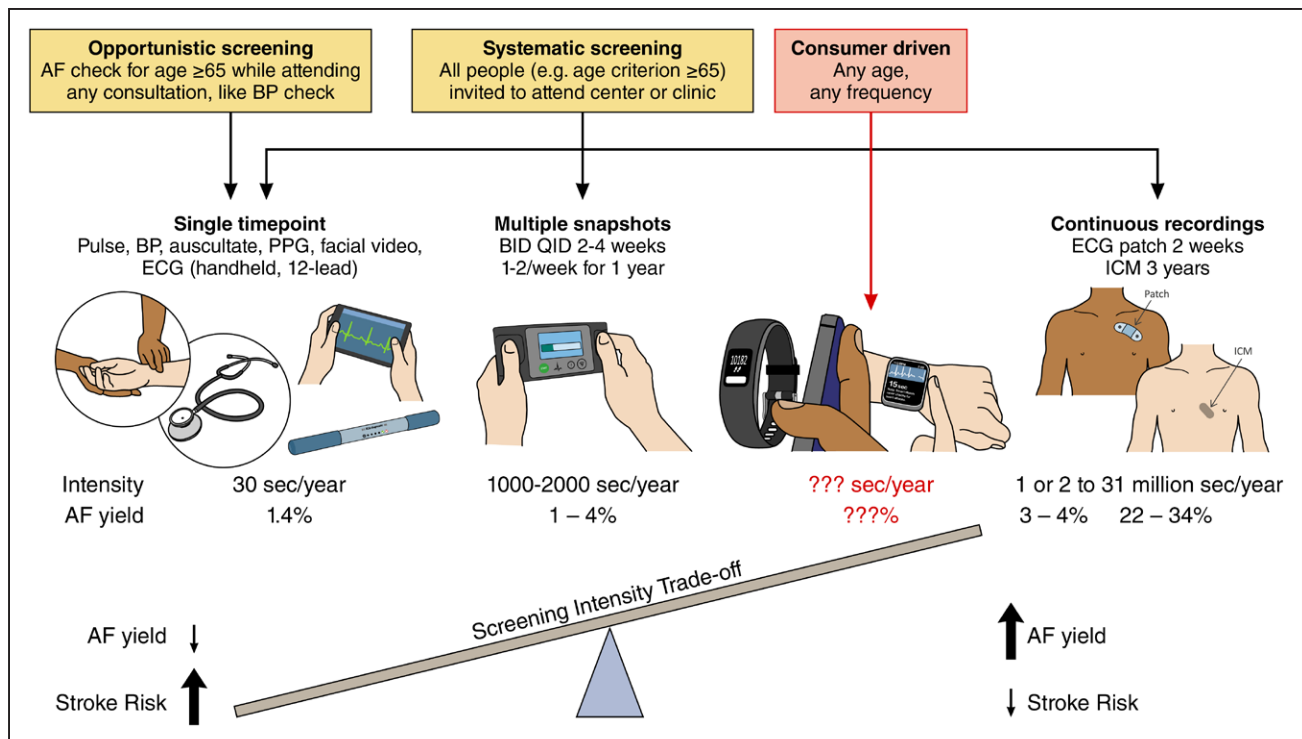 Opportunistic screening
AF check for age ≥65 while attending
any consultation, like BP check
Systematic screening
All people (e.g. age criterion ≥65)
invited to attend center or clinic
Consumer driven
Any age,
any frequency
Single timepoint
Pulse, BP, auscultate, PPG, facial video,
ECG (handheld, 12-lead)
Multiple snapshots
BID QID 2-4 weeks
1-2/week for 1 year
Continuous recordings
ECG patch 2 weeks
ICM 3 years
Patch
ICM
10182
15 sec
Intensity 30 sec/year 1000-2000 sec/year ??? sec/year 1 or 2 to 31 million sec/year
AF yield 1.4% 1 – 4% ???% 3 – 4% 22 – 34%
Screening Intensity Trade-off
AF yield
Stroke Risk
AF yield
Stroke Risk